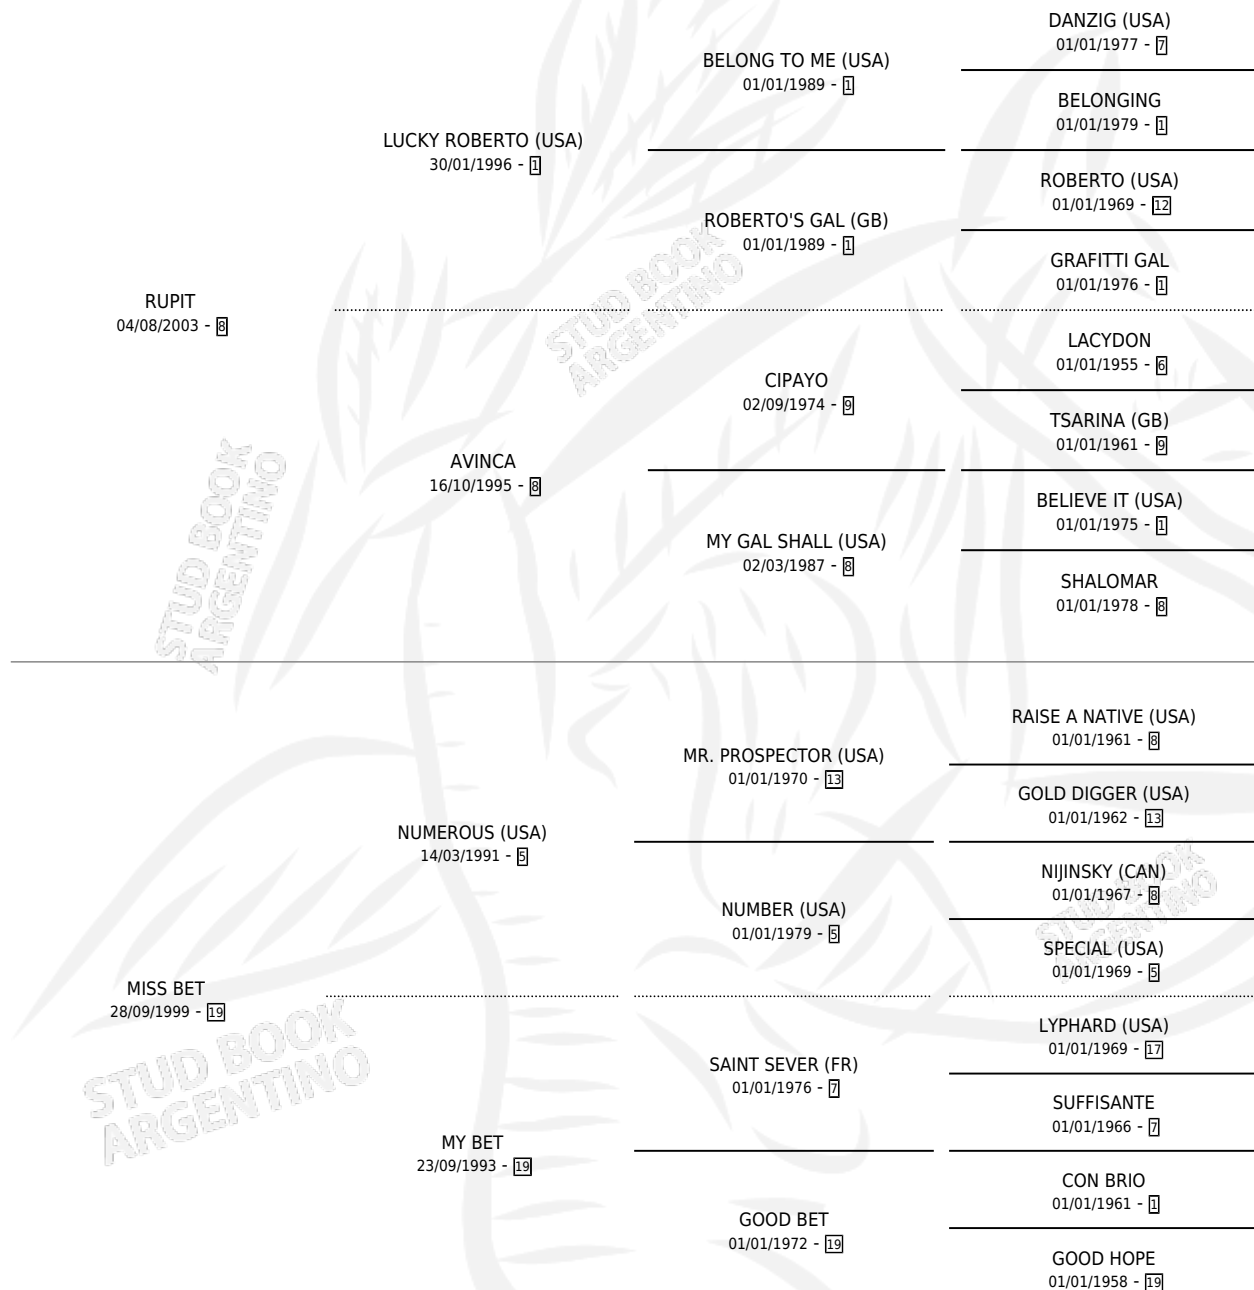 DANZIG (USA)
01/01/1977 - 7
BELONG TO ME (USA)
01/01/1989 - 1
BELONGING
01/01/1979 - 1
LUCKY ROBERTO (USA)
30/01/1996 - 1
ROBERTO (USA)
01/01/1969 - 12
ROBERTO'S GAL (GB)
01/01/1989 - 1
GRAFITTI GAL
01/01/1976 - 1
RUPIT
04/08/2003 - 8
STUD BOOK
ARGENTINO
LACYDON
01/01/1955 - 6
CIPAYO
02/09/1974 - 9
TSARINA (GB)
01/01/1961 - 9
AVINCA
16/10/1995 - 8
BELIEVE IT (USA)
01/01/1975 - 1
MY GAL SHALL (USA)
02/03/1987 - 8
SHALOMAR
01/01/1978 - 8
STUD BOOK
ARGENTINO
RAISE A NATIVE (USA)
01/01/1961 - 8
MR. PROSPECTOR (USA)
01/01/1970 - 13
GOLD DIGGER (USA)
01/01/1962 - 13
NUMEROUS (USA)
14/03/1991 - 5
NIJINSKY (CAN)
01/01/1967 - 8
NUMBER (USA)
01/01/1979 - 5
STUD BOOK
ARGENTINO
SPECIAL (USA)
01/01/1969 - 5
MISS BET
28/09/1999 - 19
LYPHARD (USA)
01/01/1969 - 17
SAINT SEVER (FR)
01/01/1976 - 7
SUFFISANTE
01/01/1966 - 7
STUD BOOK
ARGENTINO
MY BET
23/09/1993 - 19
CON BRIO
01/01/1961 - 1
GOOD BET
01/01/1972 - 19
GOOD HOPE
01/01/1958 - 19